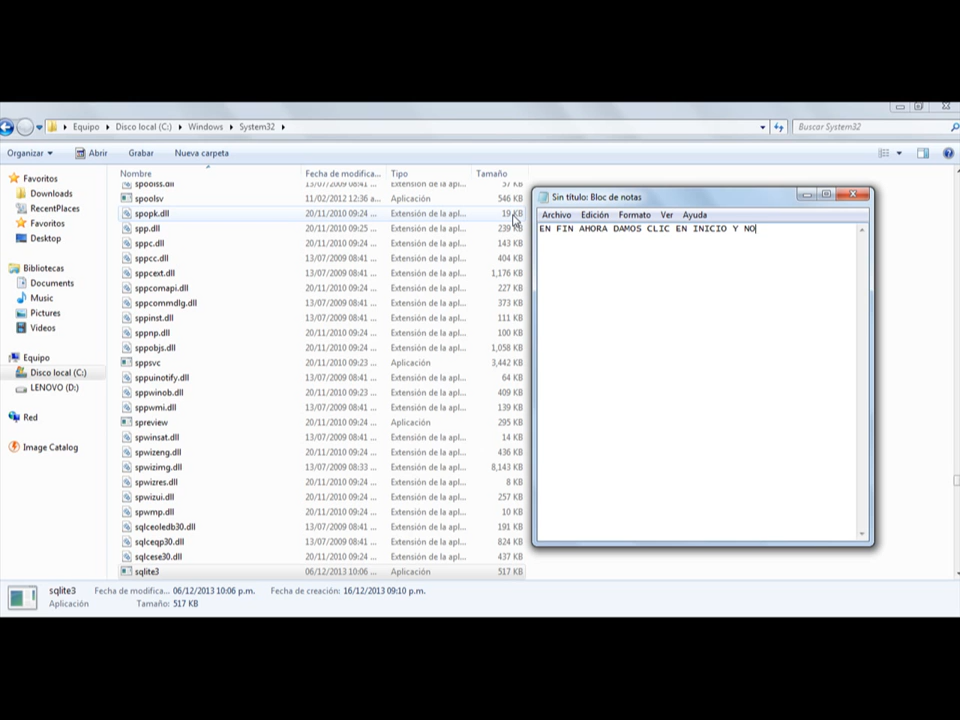 Equipo Disco local (C:) Windows System32 Buscar System32
Organizar Abrir Grabar Nueva carpeta
Nombre Fecha de modifica... Tipo Tamaño
Favoritos
Downloads
RecentPlaces
Favoritos
Desktop
Bibliotecas
Documents
Music
Pictures
Videos
Equipo
Disco local (C:)
LENOVO (D:)
Red
Image Catalog
spoolss.dll 13/07/2009 08:41 ... Extensión de la apl... 57 KB
spoolsv 11/02/2012 12:36 a... Aplicación 546 KB
spopk.dll 20/11/2010 09:24 ... Extensión de la apl... 19 KB
spp.dll 20/11/2010 09:25 ... Extensión de la apl... 239 KB
sppc.dll 20/11/2010 09:24 ... Extensión de la apl... 143 KB
sppcc.dll 13/07/2009 08:41 ... Extensión de la apl... 404 KB
sppcext.dll 13/07/2009 08:41 ... Extensión de la apl... 1,176 KB
sppcomapi.dll 20/11/2010 09:24 ... Extensión de la apl... 227 KB
sppcommdlg.dll 13/07/2009 08:41 ... Extensión de la apl... 373 KB
sppinst.dll 13/07/2009 08:41 ... Extensión de la apl... 111 KB
sppnp.dll 20/11/2010 09:24 ... Extensión de la apl... 100 KB
sppobjs.dll 20/11/2010 09:24 ... Extensión de la apl... 1,058 KB
sppsvc 20/11/2010 09:23 ... Aplicación 3,442 KB
sppuinotify.dll 13/07/2009 08:41 ... Extensión de la apl... 64 KB
sppwinob.dll 20/11/2010 09:23 ... Extensión de la apl... 409 KB
sppwmi.dll 13/07/2009 08:41 ... Extensión de la apl... 139 KB
spreview 20/11/2010 09:24 ... Aplicación 295 KB
spwinsat.dll 13/07/2009 08:41 ... Extensión de la apl... 14 KB
spwizeng.dll 20/11/2010 09:24 ... Extensión de la apl... 436 KB
spwizimg.dll 13/07/2009 08:33 ... Extensión de la apl... 8,143 KB
spwizres.dll 20/11/2010 09:24 ... Extensión de la apl... 8 KB
spwizui.dll 20/11/2010 09:24 ... Extensión de la apl... 257 KB
spwmp.dll 20/11/2010 09:24 ... Extensión de la apl... 10 KB
sqlceoledb30.dll 13/07/2009 08:41 ... Extensión de la apl... 191 KB
sqlceqp30.dll 13/07/2009 08:41 ... Extensión de la apl... 824 KB
sqlcese30.dll 20/11/2010 09:24 ... Extensión de la apl... 437 KB
sqlite3 06/12/2013 10:06 ... Aplicación 517 KB
Sin título: Bloc de notas
Archivo Edición Formato Ver Ayuda
EN FIN AHORA DAMOS CLIC EN INICIO Y NO
sqlite3 Fecha de modifica... 06/12/2013 10:06 p.m. Fecha de creación: 16/12/2013 09:10 p.m.
Aplicación Tamaño: 517 KB